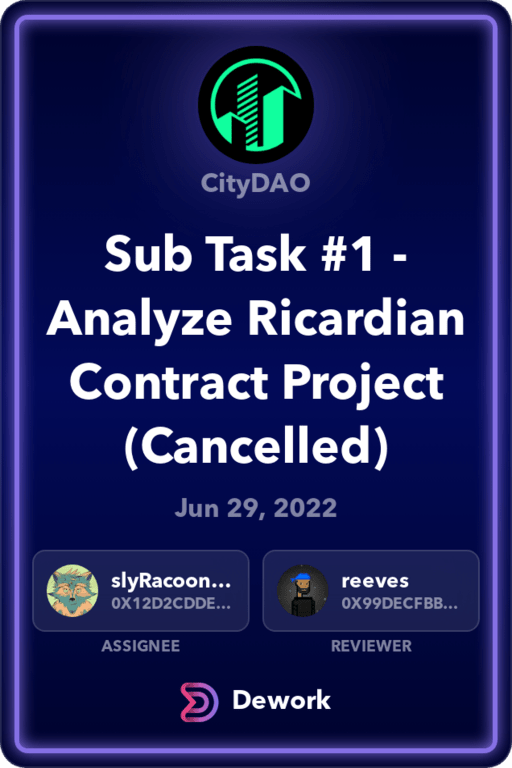 CityDAO
Sub Task #1 -
Analyze Ricardian
Contract Project
(Cancelled)
Jun 29, 2022
slyRacoon...
0X12D2CDDE...
ASSIGNEE
reeves
0X99DECFBB...
REVIEWER
Dework